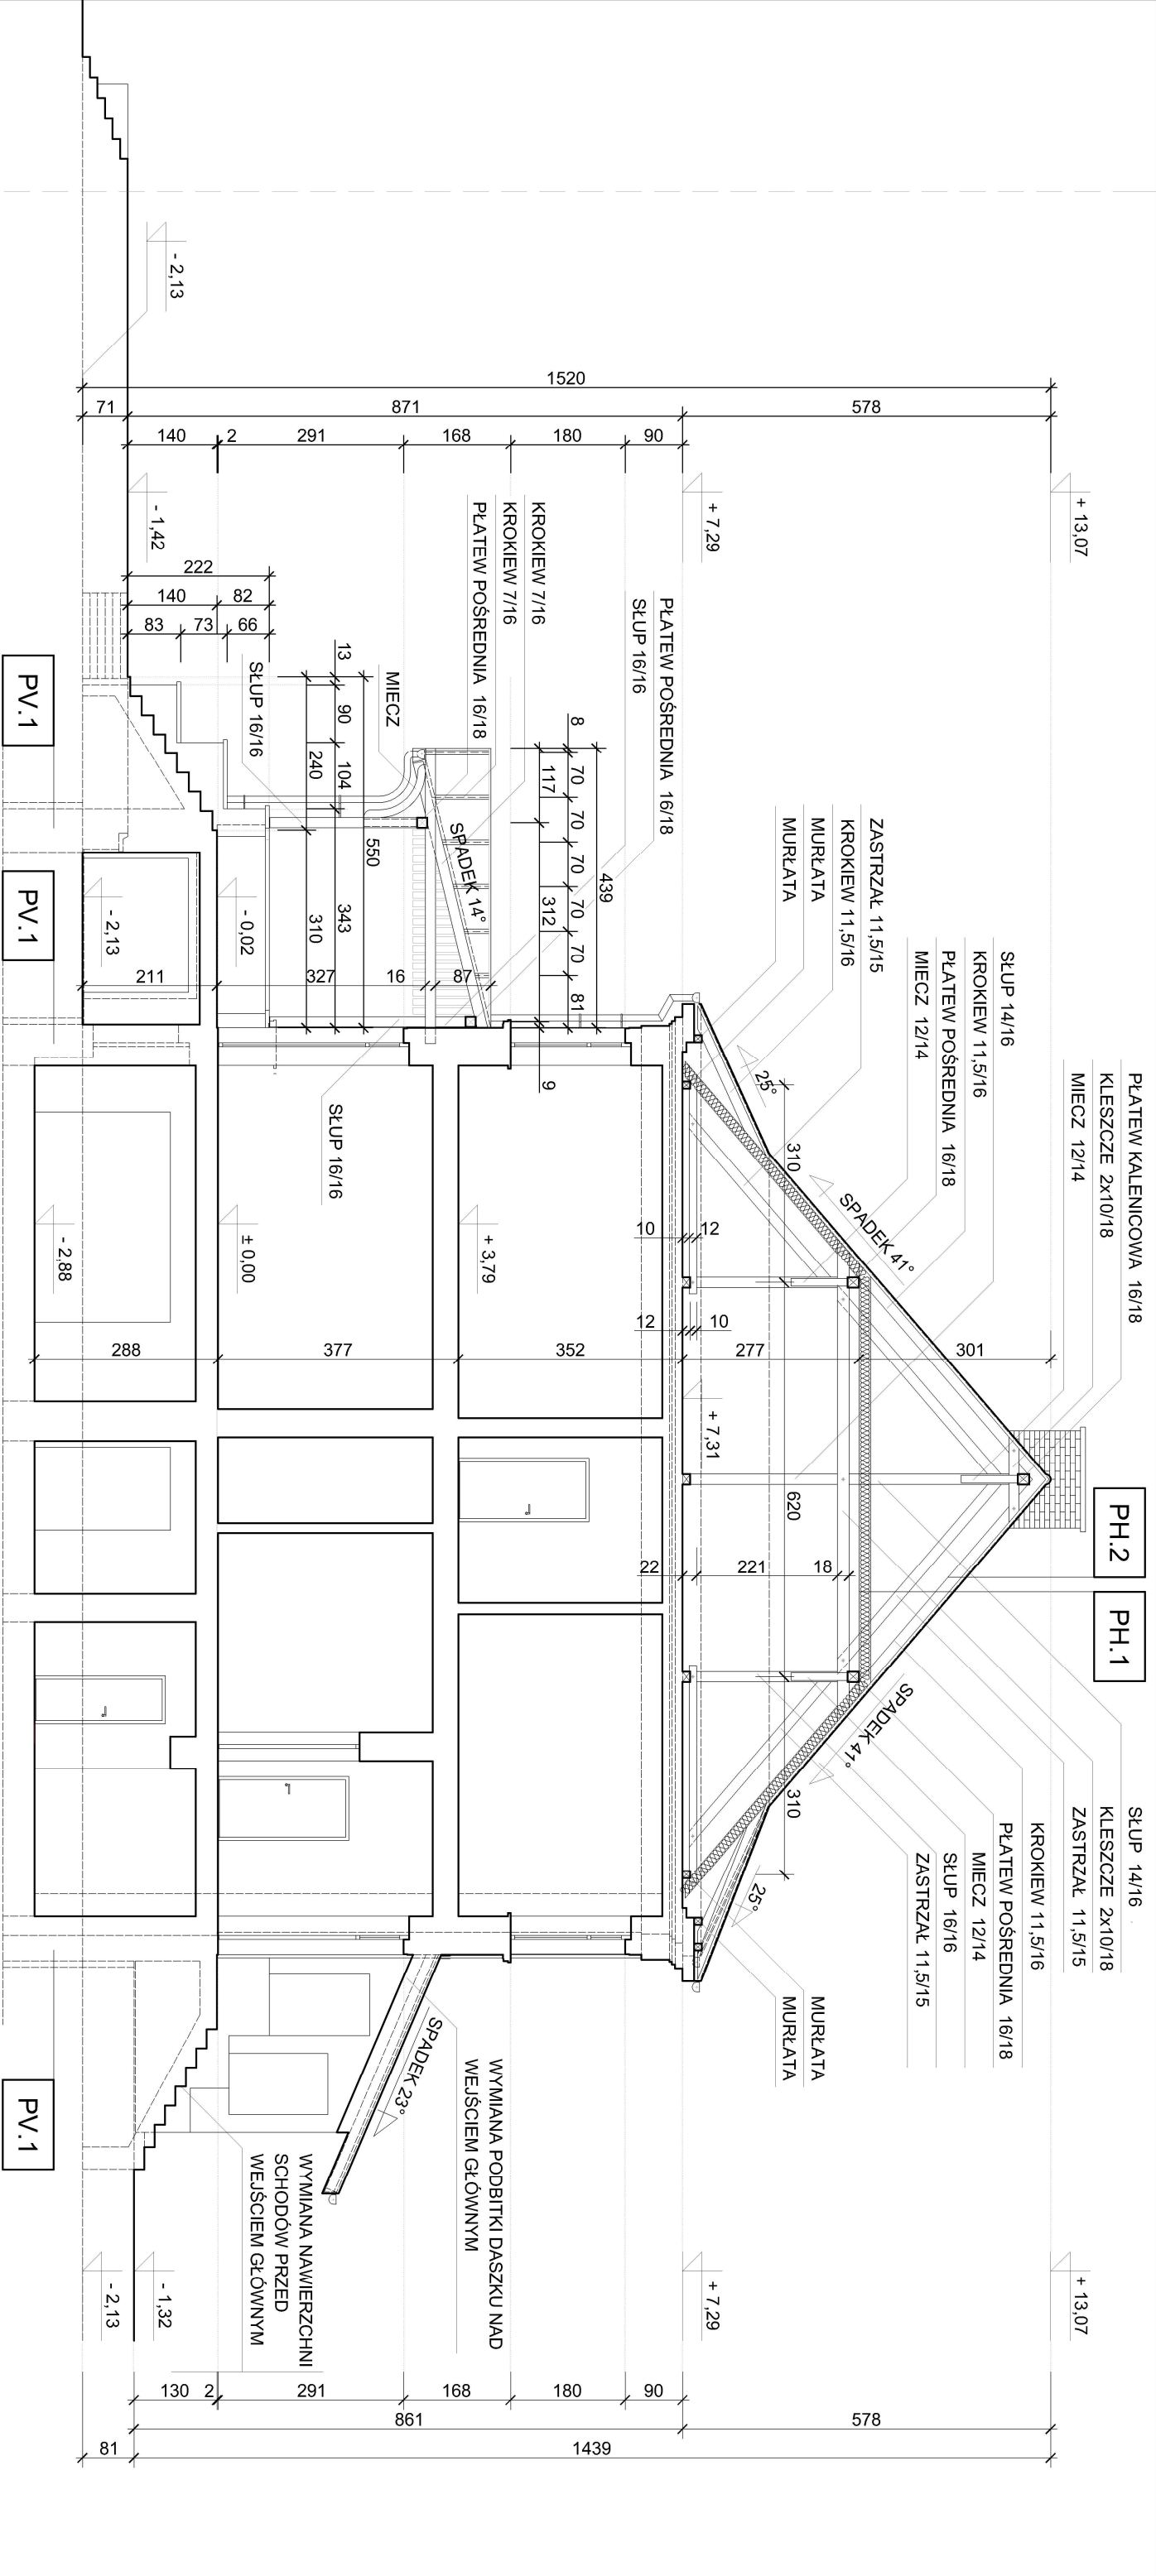 - 2,13
1520
71
871
578
140
2
291
168
180
90
- 1,42
+ 7,29
+ 13,07
222
140
82
83
73
66
SŁUP 16/16
13
90
104
343
240
310
550
MIECZ
PŁATEW POŚREDNIA 16/18
KROKIEW 7/16
KROKIEW 7/16
SŁUP 16/16
PŁATEW POŚREDNIA 16/18
8
70
70
70
70
70
81
117
312
439
9
SPADEK 14°
MURŁATA
MURŁATA
KROKIEW 11,5/16
ZASTRZAŁ 11,5/15
MIECZ 12/14
PŁATEW POŚREDNIA 16/18
KROKIEW 11,5/16
SŁUP 14/16
MIECZ 12/14
KLESZCZE 2x10/18
PŁATEW KALENICOWA 16/18
PV.1
PV.1
- 2,13
- 0,02
211
327
16
87
SŁUP 16/16
25°
310
SPADEK 41°
- 2,88
± 0,00
+ 3,79
10
12
12
10
288
377
352
277
301
+ 7,31
620
22
221
18
PH.2
PH.1
SPADEK 41°
310
25°
SŁUP 14/16
KLESZCZE 2x10/18
ZASTRZAŁ 11,5/15
KROKIEW 11,5/16
PŁATEW POŚREDNIA 16/18
MIECZ 12/14
SŁUP 16/16
ZASTRZAŁ 11,5/15
MURŁATA
MURŁATA
SPADEK 23°
WYMIANA PODBITKI DASZKU NAD
WEJŚCIEM GŁÓWNYM
WYMIANA NAWIERZCHNI
SCHODÓW PRZED
WEJŚCIEM GŁÓWNYM
PV.1
- 2,13
- 1,32
+ 7,29
+ 13,07
130
2
291
168
180
90
861
578
81
1439